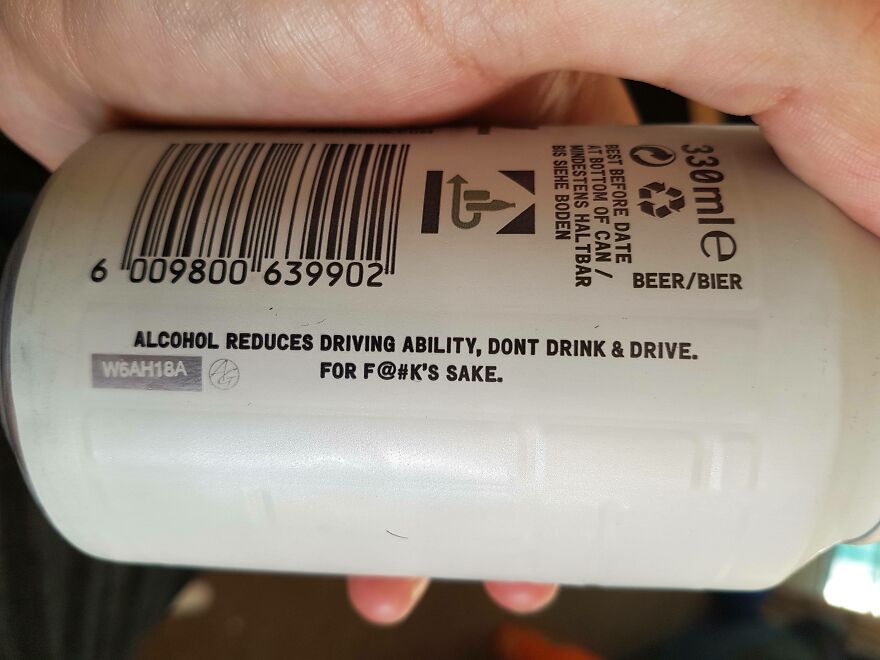 6 009800 639902
BEST BEFORE DATE
AT BOTTOM OF CAN /
MINDESTENS HALTBAR
BIS SIEHE BODEN
330ml e
BEER/BIER
ALCOHOL REDUCES DRIVING ABILITY, DONT DRINK & DRIVE.
FOR F@#K'S SAKE.
W6AH18A